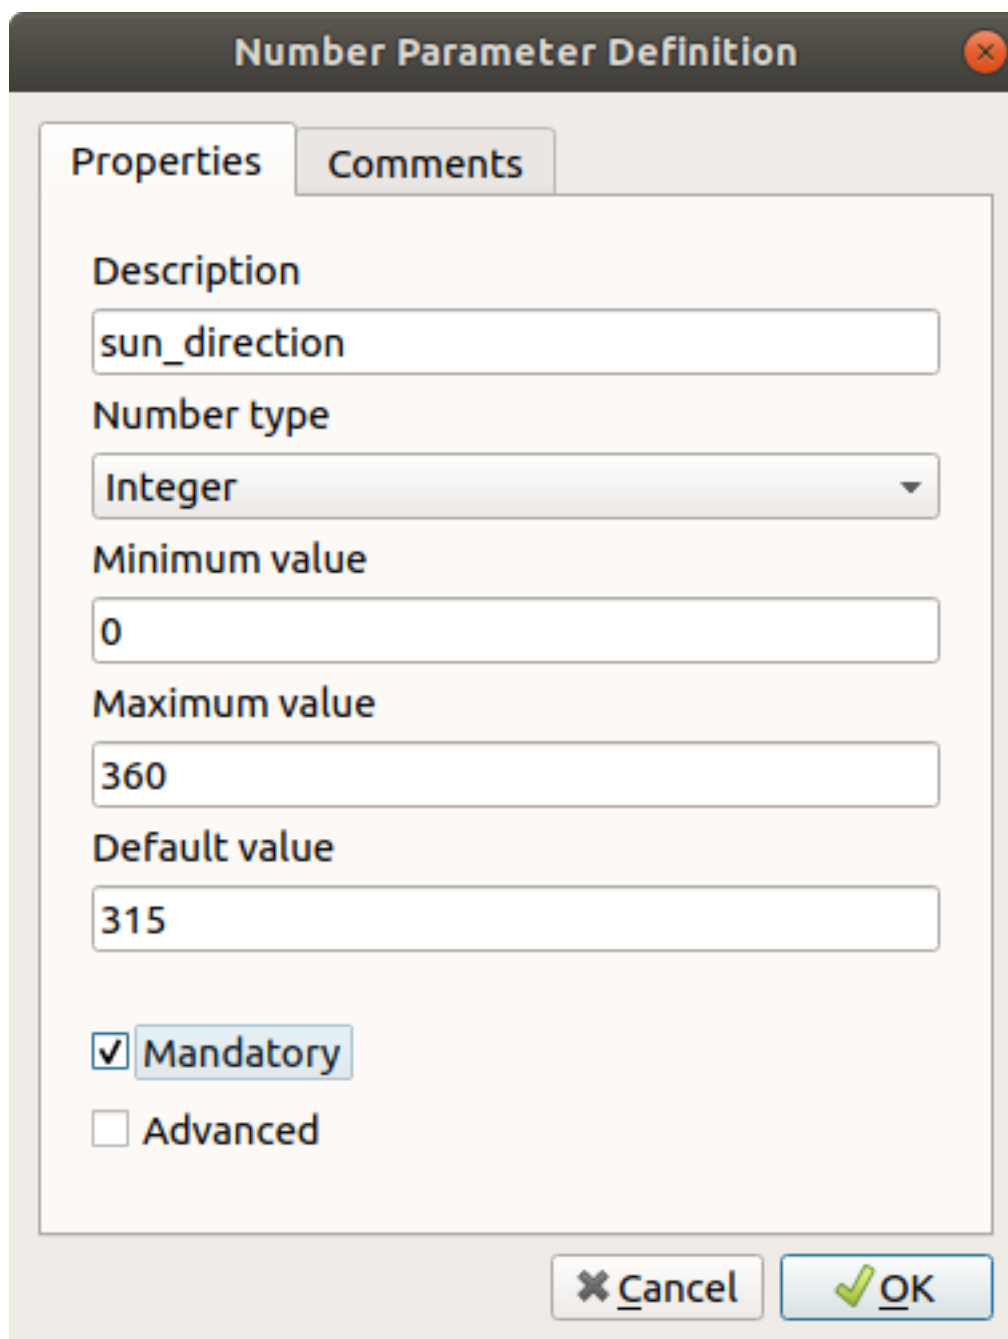 Number Parameter Definition
Properties
Comments
Description
sun_direction
Number type
Integer
Minimum value
0
Maximum value
360
Default value
315
Mandatory
Advanced
Cancel
OK